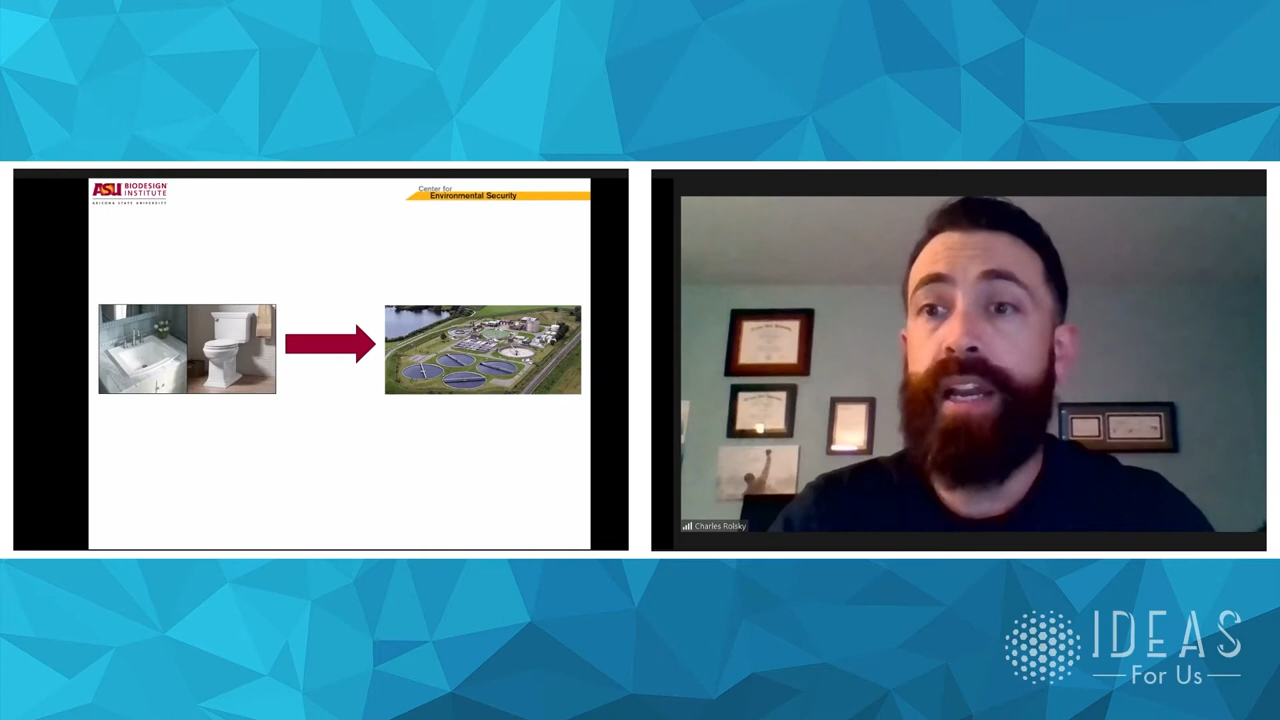 ASU BIODESIGN
INSTITUTE
ARIZONA STATE UNIVERSITY
Center for
Environmental Security
Charles Rolsky
IDEAS
For Us